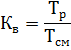 Кв = Тр / Тсм